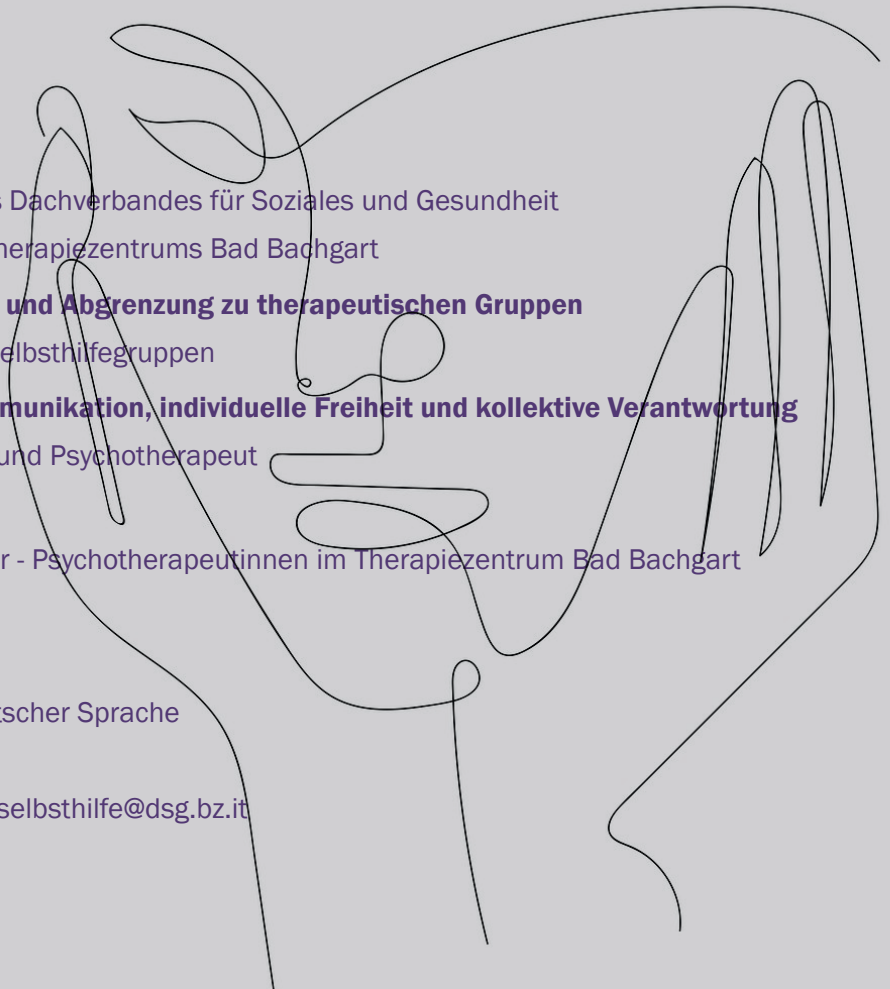 s Dachverbandes für Soziales und Gesundheit
herapiezentrums Bad Bachgart
und Abgrenzung zu therapeutischen Gruppen
elbsthilfegruppen
munikation, individuelle Freiheit und kollektive Verantwortung
und Psychotherapeut
r - Psychotherapeutinnen im Therapiezentrum Bad Bachgart
tscher Sprache
selbsthilfe@dsg.bz.it